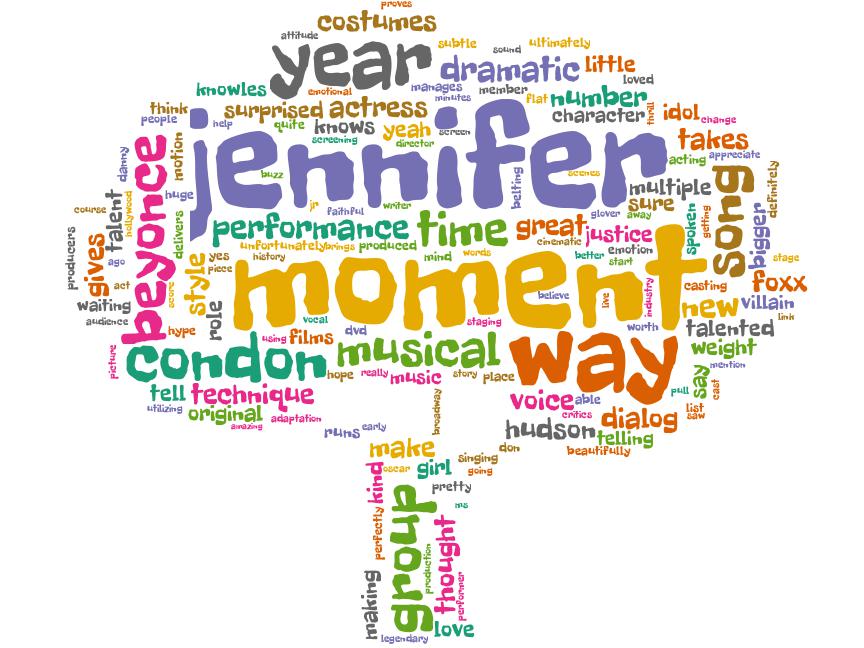 proves
costumes
attitude
year
subtle
sound
ultimately
dramatic
little
loved
knowles
emotional
manages
minutes
member
flat
number
think
people
surprised
actress
character
thrill
idol
change
help
quite
knows
yeah
screen
screening
director
takes
jennifer
acting
appreciate
danny
motion
beyonce
buzz
belting
scenes
multiple
song
definitely
huge
jr
faithful
writer
sure
glover
away
spoken
getting
course
talent
hollywood
delivers
performance
time
great
justice
bigger
producers
gives
unfortunately
brings
produced
cinematic
emotion
ago
style
yes
history
mind
words
better
start
stage
piece
moment
act
score
believe
live
industry
casting
foxx
waiting
audience
role
new
villain
link
hype
vocal
staging
worth
talented
using
films
dvd
musical
way
weight
picture
condon
hope
really
music
story
place
say
mention
cast
tell
technique
pull
utilizing
original
adaptation
broadway
voice
able
list
saw
amazing
critics
dialog
runs
early
hudson
telling
make
don
beautifully
kind
oscar
girl
singing
going
pretty
perfectly
group
ms
thought
production
performer
making
love
legendary